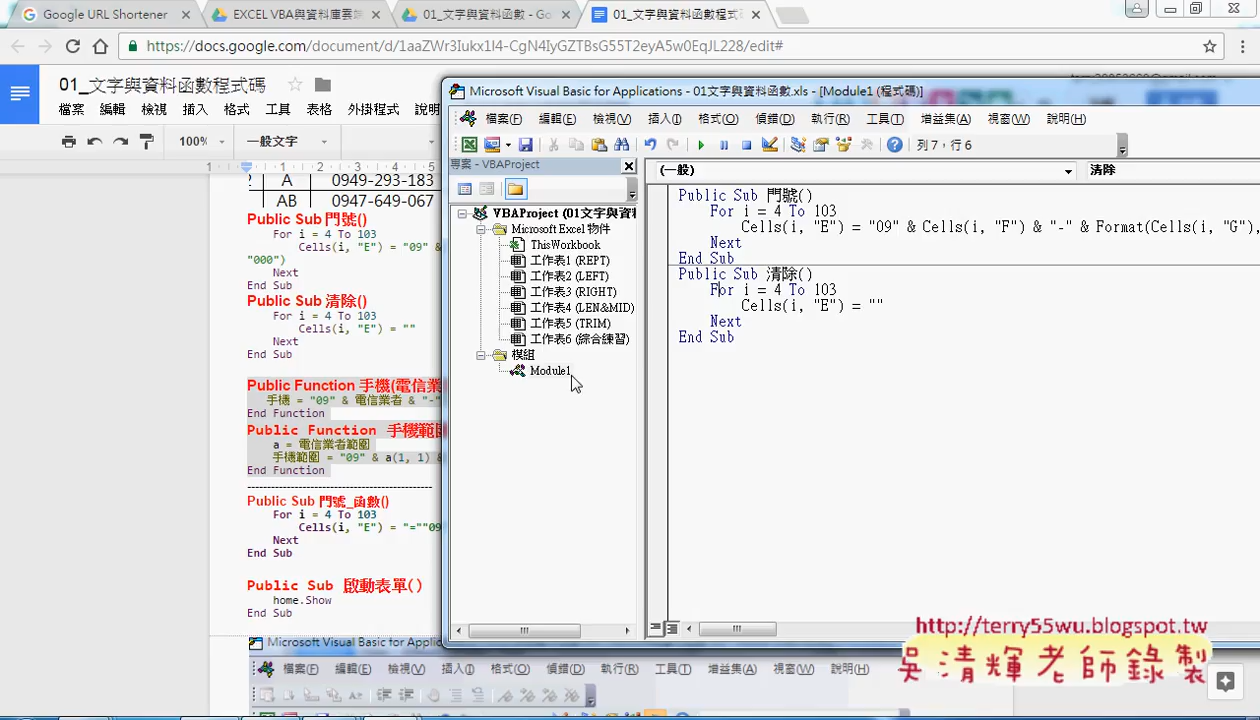 Google URL Shortener
EXCEL VBA與資料庫雲端
01_文字與資料函數 - Go
01_文字與資料函數程式碼
https://docs.google.com/document/d/1aaZWr3Iukx1l4-CgN4IyGZTBsG55T2eyA5w0EqJL228/edit#
01_文字與資料函數程式碼
檔案 編輯 檢視 插入 格式 工具 表格 外掛程式 說明
100% 一般文字
A 0949-293-183
AB 0947-649-067
Public Sub 門號()
For i = 4 To 103
Cells(i, "E") = "09" &
"000")
Next
End Sub
Public Sub 清除()
For i = 4 To 103
Cells(i, "E") = ""
Next
End Sub
Public Function 手機(電信業
手機 = "09" & 電信業者 & "-"
End Function
Public Function 手機範圍
a = 電信業者範圍
手機範圍 = "09" & a(1, 1) &
End Function
Public Sub 門號_函數()
For i = 4 To 103
Cells(i, "E") = "=""09
Next
End Sub
Public Sub 啟動表單()
home.Show
End Sub
Microsoft Visual Basic for Applic
檔案(F) 編輯(E) 檢視(V) 插入(I) 格式(O) 偵錯(D) 執行(R) 工具(T) 增益集(A) 視窗(W) 說明(H)
Microsoft Visual Basic for Applications - 01文字與資料函數.xls - [Module1 (程式碼)]
檔案(F) 編輯(E) 檢視(V) 插入(I) 格式(O) 偵錯(D) 執行(R) 工具(T) 增益集(A) 視窗(W) 說明(H)
列 7，行 6
專案 - VBAProject
VBAProject (01文字與資料
Microsoft Excel 物件
ThisWorkbook
工作表1 (REPT)
工作表2 (LEFT)
工作表3 (RIGHT)
工作表4 (LEN&MID)
工作表5 (TRIM)
工作表6 (綜合練習)
模組
Module1
(一般) 清除
Public Sub 門號()
For i = 4 To 103
Cells(i, "E") = "09" & Cells(i, "F") & "-" & Format(Cells(i, "G"),
Next
End Sub
Public Sub 清除()
For i = 4 To 103
Cells(i, "E") = ""
Next
End Sub
http://terry55wu.blogspot.tw
吳清輝老師錄製